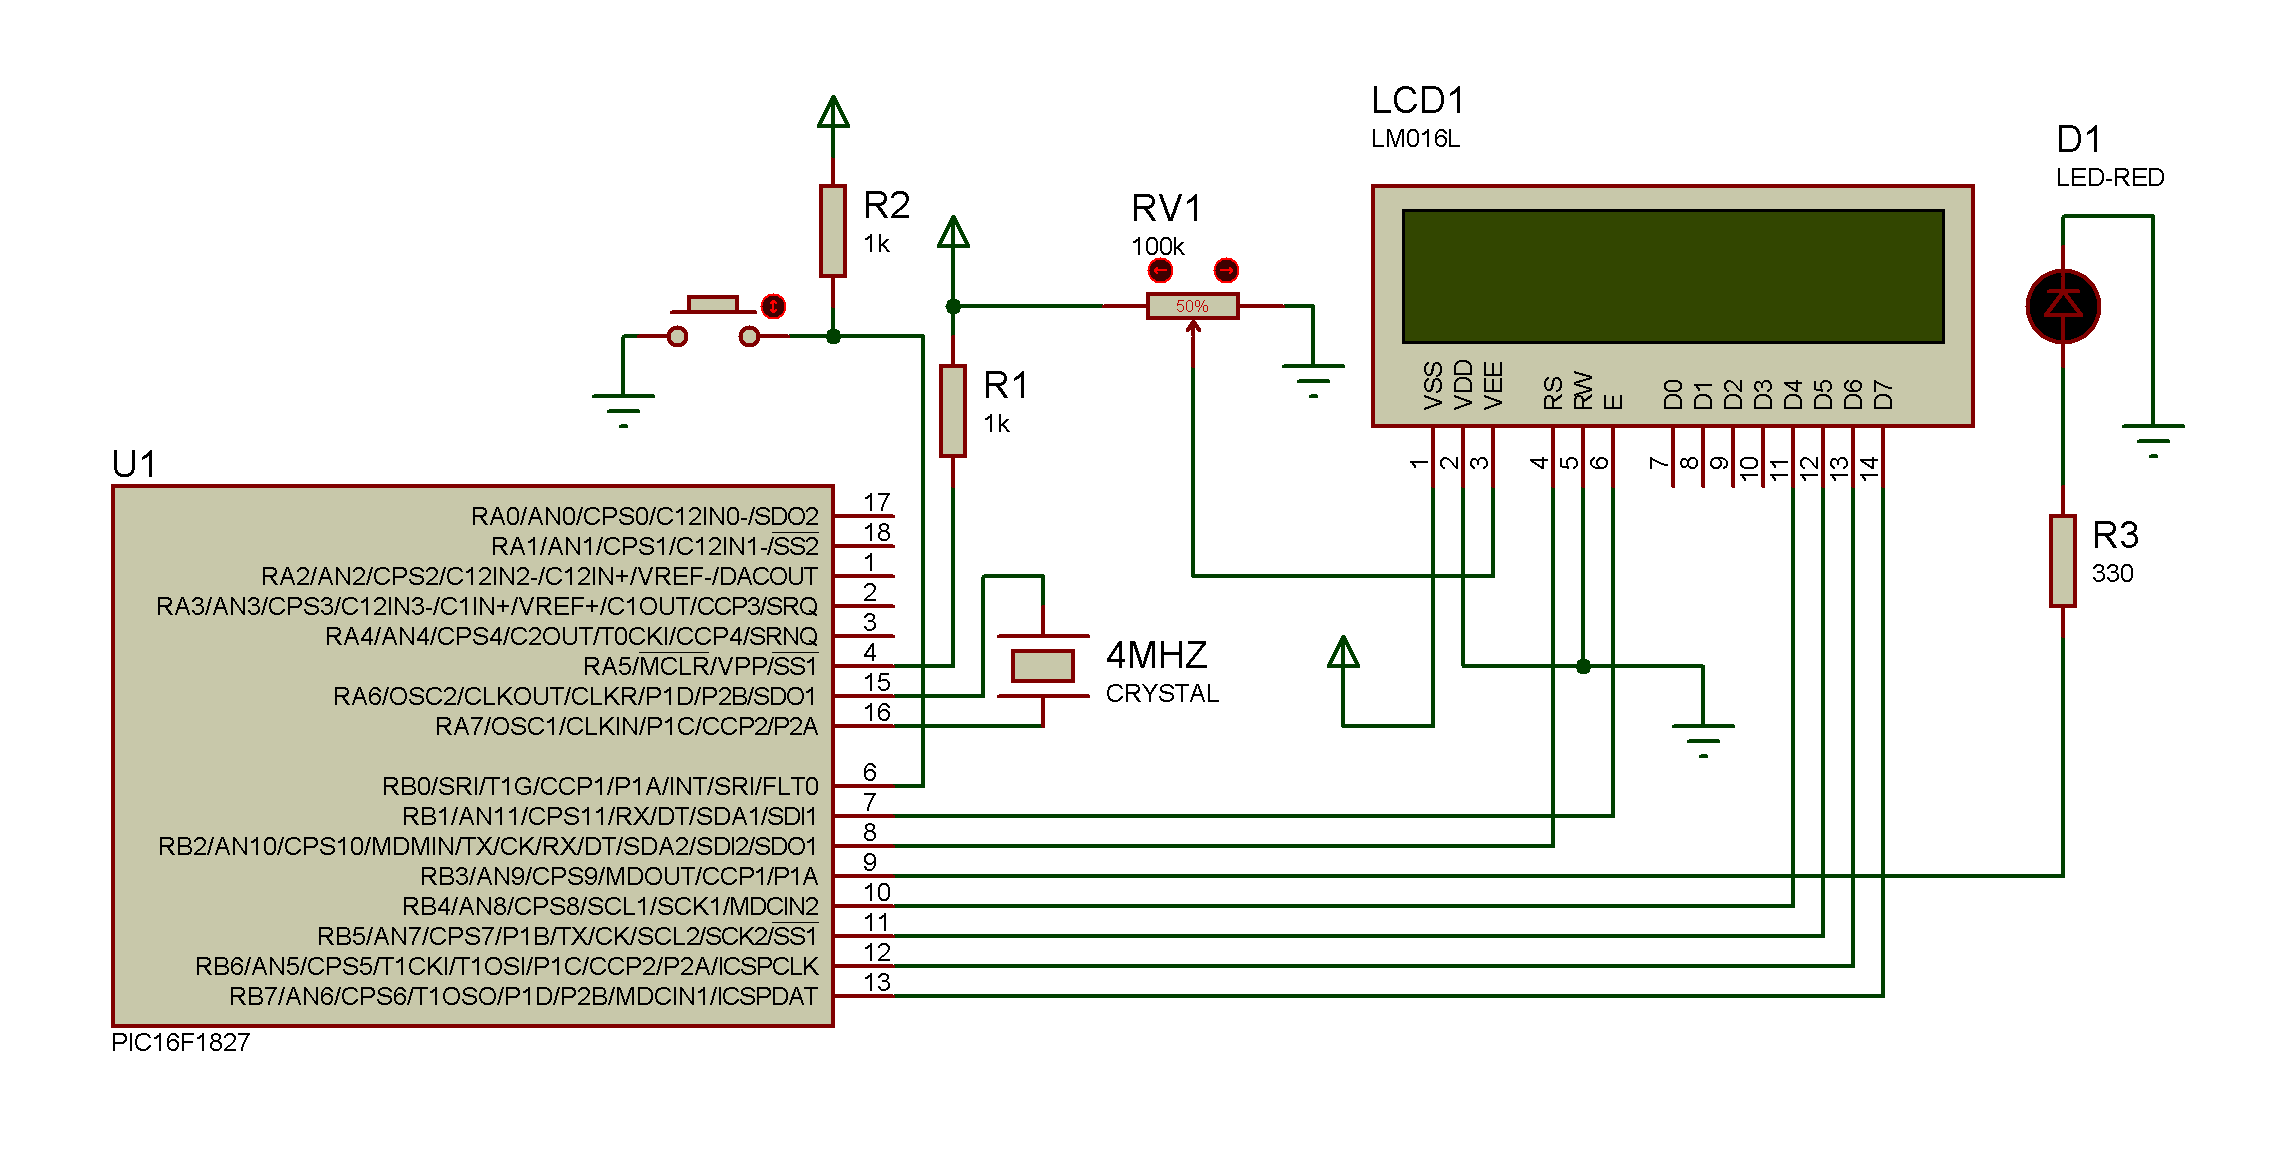 LCD1
LM016L
D1
LED-RED
R2
1k
RV1
100k
50%
VSS
VDD
VEE
RS
RW
E
D0
D1
D2
D3
D4
D5
D6
D7
1
2
3
4
5
6
7
8
9
10
11
12
13
14
R1
1k
R3
330
4MHZ
CRYSTAL
U1
RA0/AN0/CPS0/C12IN0-/SDO2 17
RA1/AN1/CPS1/C12IN1-/SS2 18
RA2/AN2/CPS2/C12IN2-/C12IN+/VREF-/DACOUT 1
RA3/AN3/CPS3/C12IN3-/C1IN+/VREF+/C1OUT/CCP3/SRQ 2
RA4/AN4/CPS4/C2OUT/T0CKI/CCP4/SRNQ 3
RA5/MCLR/VPP/SS1 4
RA6/OSC2/CLKOUT/CLKR/P1D/P2B/SDO1 15
RA7/OSC1/CLKIN/P1C/CCP2/P2A 16
RB0/SRI/T1G/CCP1/P1A/INT/SRI/FLT0 6
RB1/AN11/CPS11/RX/DT/SDA1/SDI1 7
RB2/AN10/CPS10/MDMIN/TX/CK/RX/DT/SDA2/SDI2/SDO1 8
RB3/AN9/CPS9/MDOUT/CCP1/P1A 9
RB4/AN8/CPS8/SCL1/SCK1/MDCIN2 10
RB5/AN7/CPS7/P1B/TX/CK/SCL2/SCK2/SS1 11
RB6/AN5/CPS5/T1CKI/T1OSI/P1C/CCP2/P2A/ICSPCLK 12
RB7/AN6/CPS6/T1OSO/P1D/P2B/MDCIN1/ICSPDAT 13
PIC16F1827